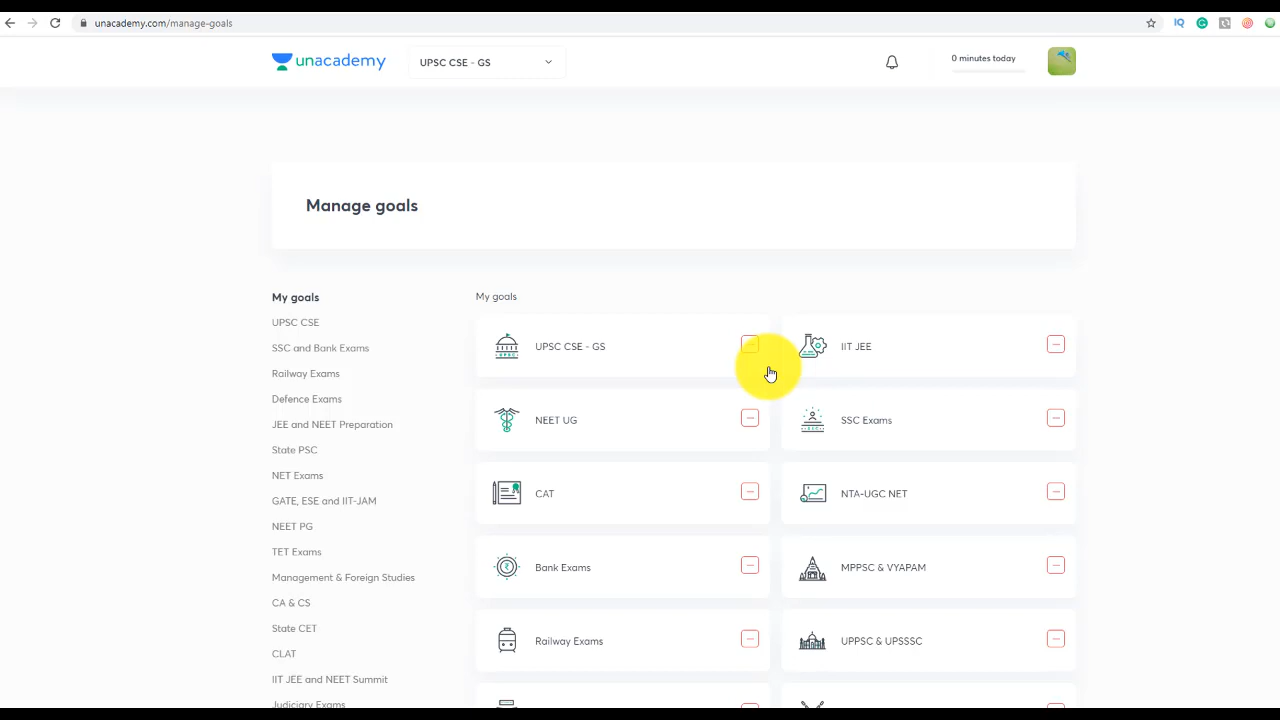 unacademy.com/manage-goals
IQ
unacademy
UPSC CSE - GS
0 minutes today
Manage goals
My goals
UPSC CSE
SSC and Bank Exams
Railway Exams
Defence Exams
JEE and NEET Preparation
State PSC
NET Exams
GATE, ESE and IIT-JAM
NEET PG
TET Exams
Management & Foreign Studies
CA & CS
State CET
CLAT
IIT JEE and NEET Summit
Judiciary Exams
My goals
UPSC CSE - GS
IIT JEE
NEET UG
SSC Exams
CAT
NTA-UGC NET
Bank Exams
MPPSC & VYAPAM
Railway Exams
UPPSC & UPSSSC